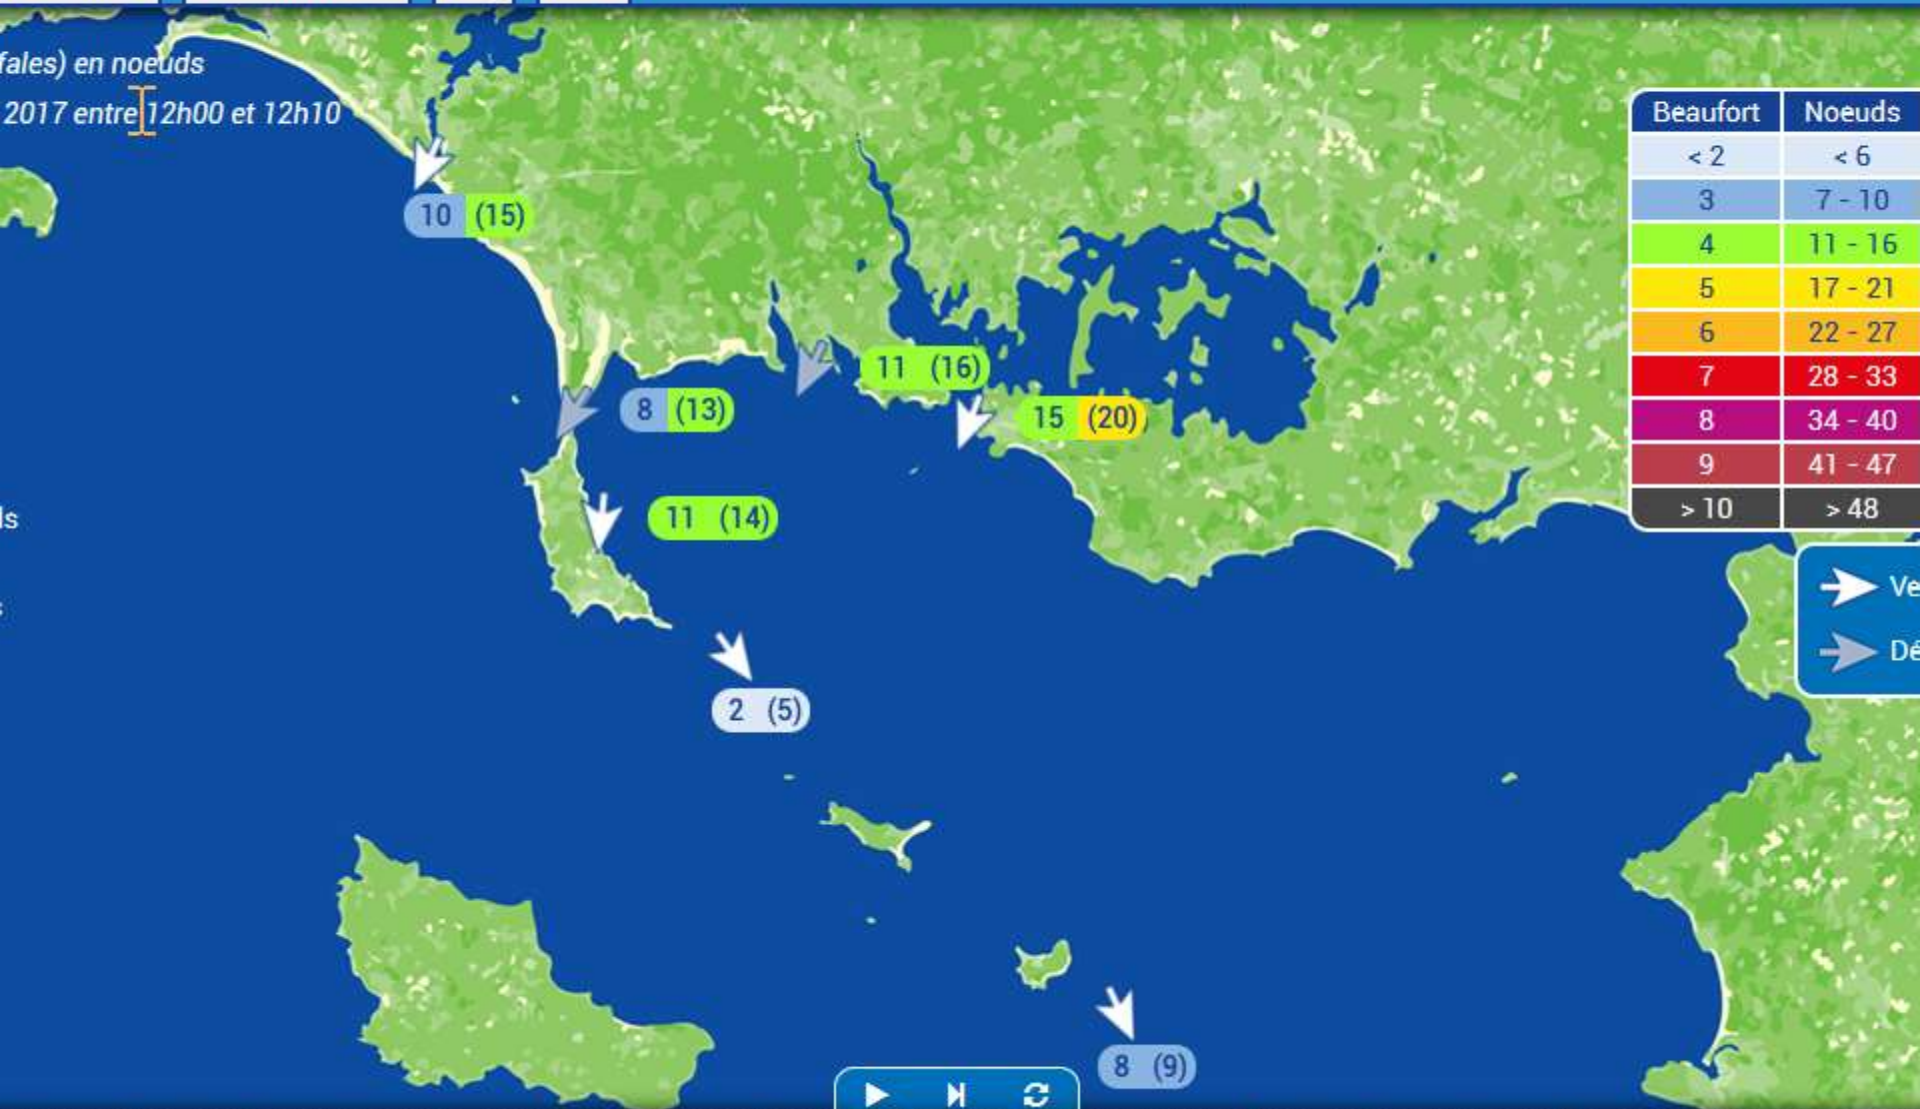 fales) en noeuds
2017 entre 12h00 et 12h10
Beaufort Noeuds
< 2 < 6
3 7 - 10
4 11 - 16
5 17 - 21
6 22 - 27
7 28 - 33
8 34 - 40
9 41 - 47
> 10 > 48
10 (15)
11 (16)
8 (13)
15 (20)
11 (14)
ls
Ve
s
Dé
2 (5)
8 (9)